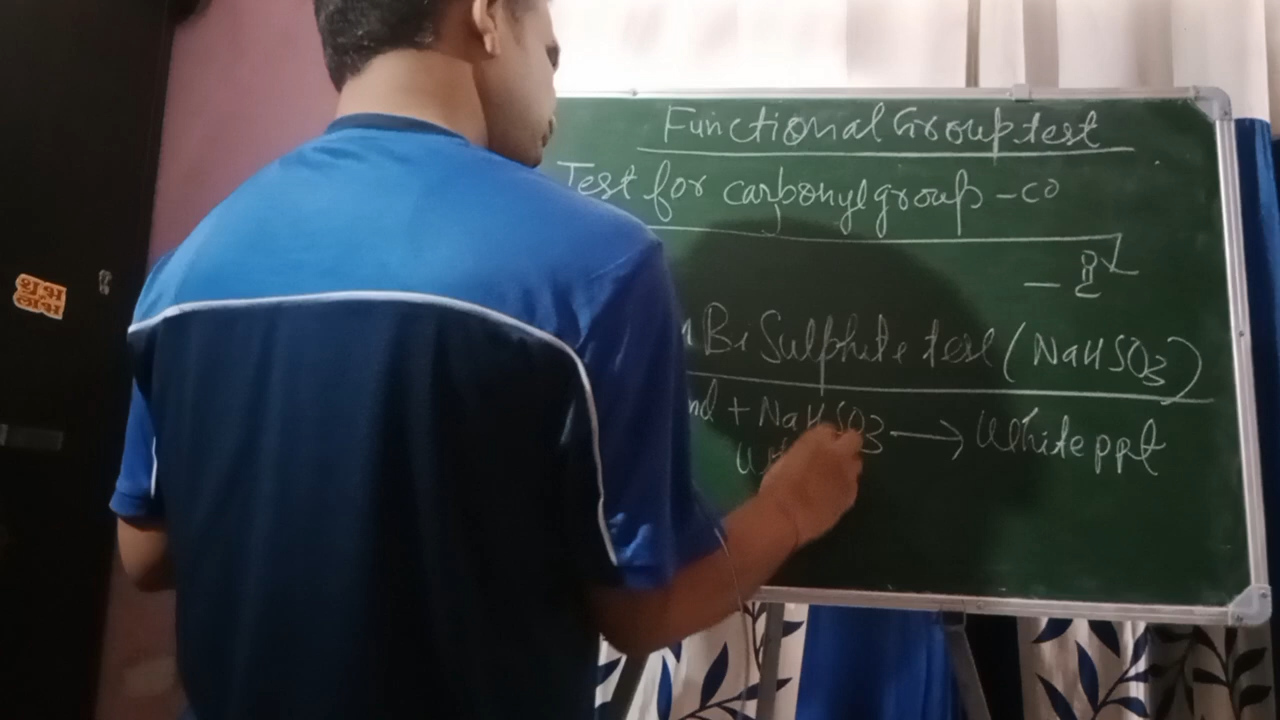 Functional Group test
Test for carbonyl group -co
Bi Sulphite test (NaHSO3)
+ NaHSO3 → White ppt
शुभ
लाभ